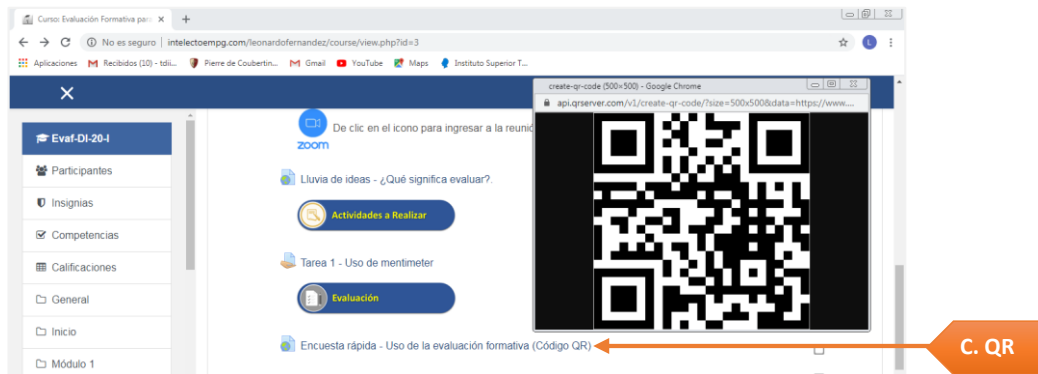 Curso: Evaluación Formativa para
No es seguro | intelectoempg.com/leonardofernandez/course/view.php?id=3
L
Aplicaciones Recibidos (10) - tdii... Pierre de Coubertin... Gmail YouTube Maps Instituto Superior T...
create-qr-code (500×500) - Google Chrome
api.qrserver.com/v1/create-qr-code/?size=500x500&data=https://www....
Evaf-DI-20-I
Participantes
Insignias
Competencias
Calificaciones
General
Inicio
Módulo 1
De clic en el icono para ingresar a la reunió
zoom
Lluvia de ideas - ¿Qué significa evaluar?.
Actividades a Realizar
Tarea 1 - Uso de mentimeter
Evaluación
Encuesta rápida - Uso de la evaluación formativa (Código QR)
C. QR